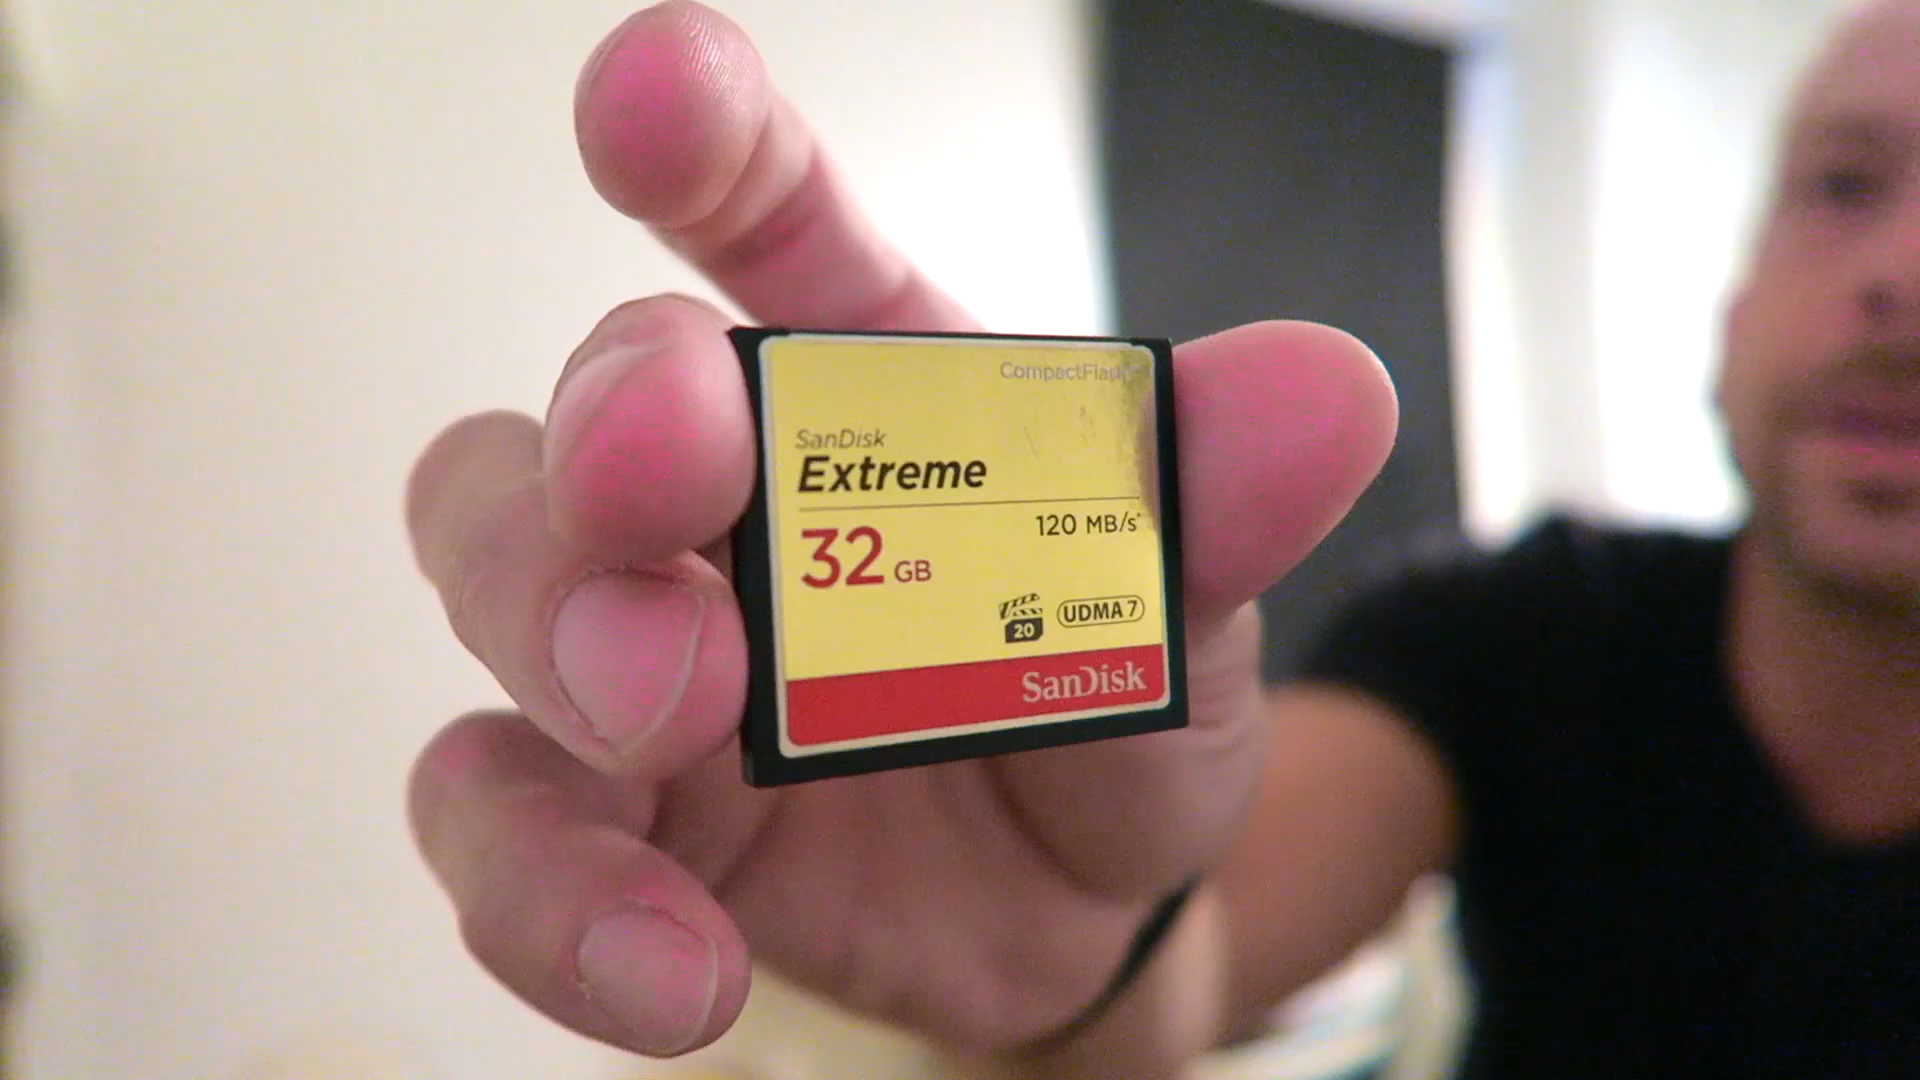 CompactFlash
SanDisk
Extreme
120 MB/s*
32 GB
20 UDMA 7
SanDisk